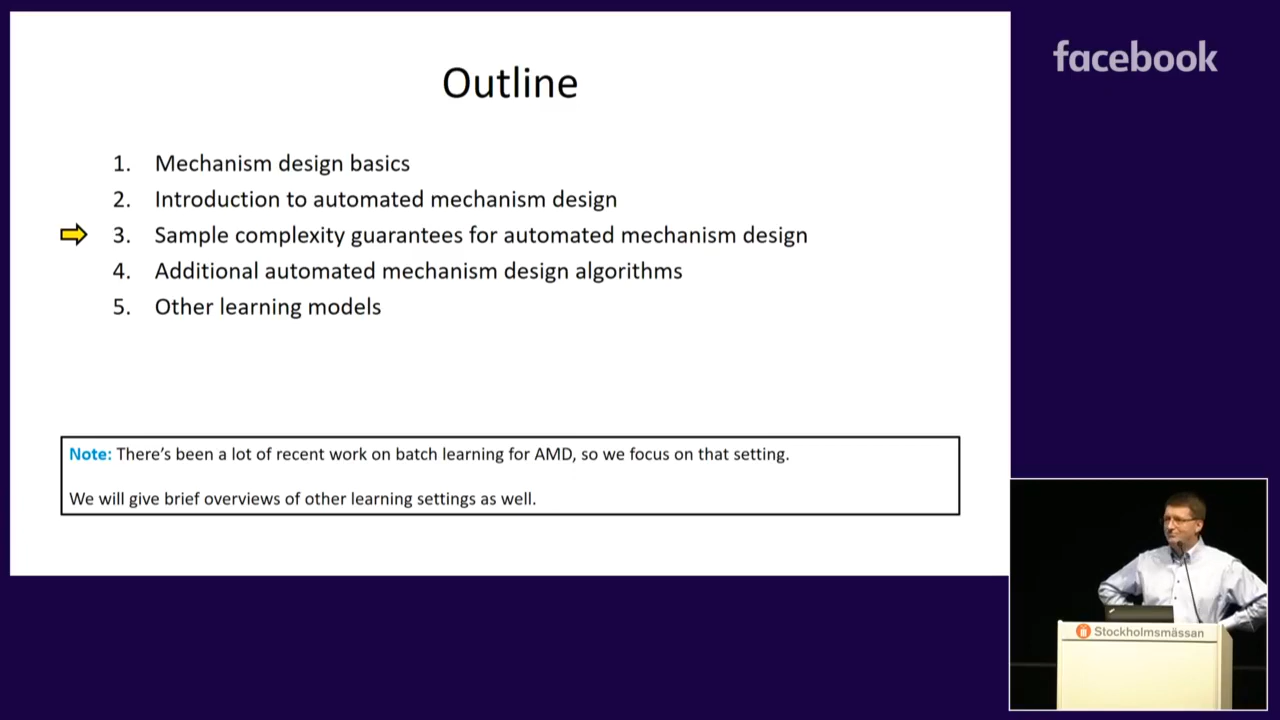 Outline
facebook
1. Mechanism design basics
2. Introduction to automated mechanism design
3. Sample complexity guarantees for automated mechanism design
4. Additional automated mechanism design algorithms
5. Other learning models
Note: There's been a lot of recent work on batch learning for AMD, so we focus on that setting.
We will give brief overviews of other learning settings as well.
Stockholmsmässan